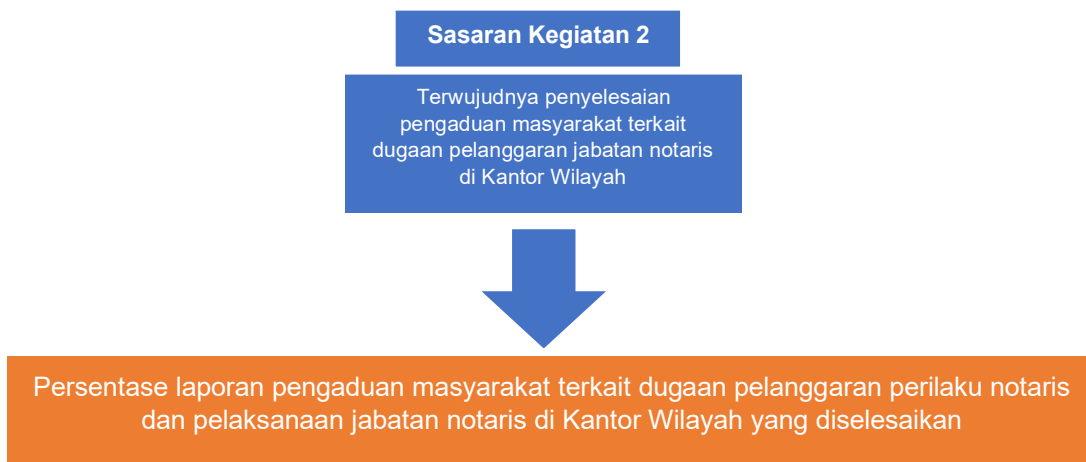 Sasaran Kegiatan 2
Terwujudnya penyelesaian
pengaduan masyarakat terkait
dugaan pelanggaran jabatan notaris
di Kantor Wilayah
Persentase laporan pengaduan masyarakat terkait dugaan pelanggaran perilaku notaris
dan pelaksanaan jabatan notaris di Kantor Wilayah yang diselesaikan